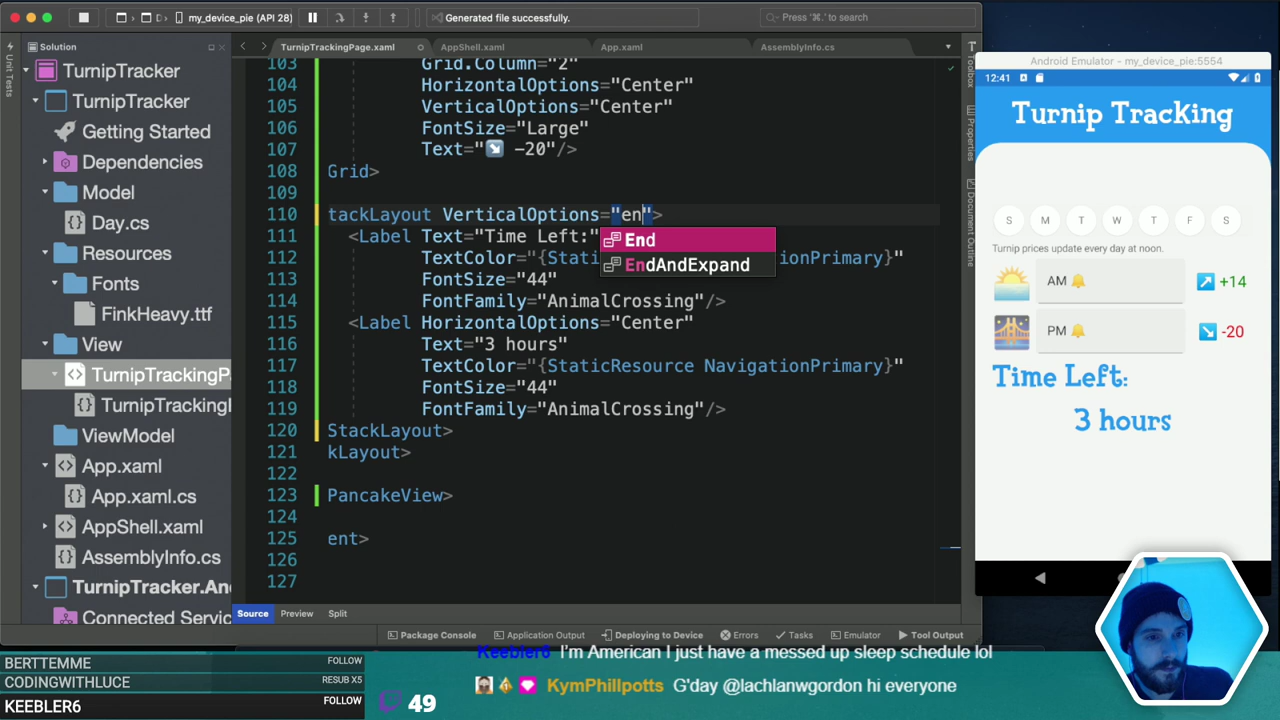 my_device_pie (API 28)
Generated file successfully.
Press '⌘.' to search
Solution
TurnipTrackingPage.xaml
AppShell.xaml
App.xaml
AssemblyInfo.cs
Unit Tests
TurnipTracker
TurnipTracker
Getting Started
Dependencies
Model
Day.cs
Resources
Fonts
FinkHeavy.ttf
View
TurnipTrackingP
TurnipTrackingI
ViewModel
App.xaml
App.xaml.cs
AppShell.xaml
AssemblyInfo.cs
TurnipTracker.An
Connected Servic
103 Grid.Column="2"
104 HorizontalOptions="Center"
105 VerticalOptions="Center"
106 FontSize="Large"
107 Text="↘ -20"/>
108 Grid>
109
110 tackLayout VerticalOptions="en">
111 <Label Text="Time Left:"
112 TextColor="{Stati ionPrimary}"
113 FontSize="44"
114 FontFamily="AnimalCrossing"/>
115 <Label HorizontalOptions="Center"
116 Text="3 hours"
117 TextColor="{StaticResource NavigationPrimary}"
118 FontSize="44"
119 FontFamily="AnimalCrossing"/>
120 StackLayout>
121 kLayout>
122
123 PancakeView>
124
125 ent>
126
127
End
EndAndExpand
Source
Preview
Split
Package Console
Application Output
Deploying to Device
Errors
Tasks
Emulator
Tool Output
Toolbox
Properties
Document Outline
Android Emulator - my_device_pie:5554
12:41
Turnip Tracking
S M T W T F S
Turnip prices update every day at noon.
AM 🔔 ↗ +14
PM 🔔 ↘ -20
Time Left:
3 hours
BERTTEMME FOLLOW
CODINGWITHLUCE RESUB X5
KEEBLER6 FOLLOW
49
Keebler6 I'm American I just have a messed up sleep schedule lol
KymPhillpotts G'day @lachlanwgordon hi everyone